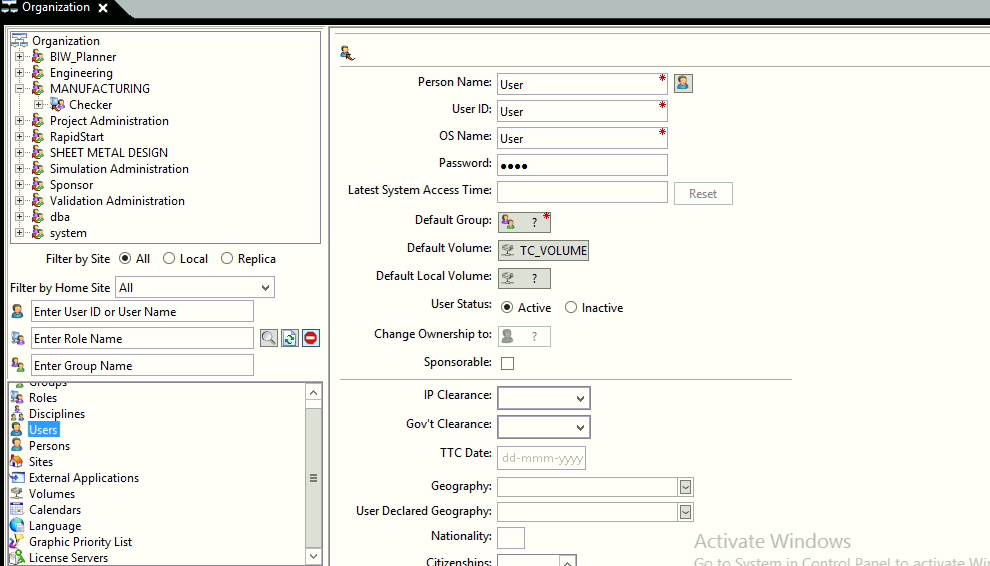 Organization
Organization
BIW_Planner
Engineering
MANUFACTURING
Checker
Project Administration
RapidStart
SHEET METAL DESIGN
Simulation Administration
Sponsor
Validation Administration
dba
system
Filter by Site All Local Replica
Filter by Home Site All
Enter User ID or User Name
Enter Role Name
Enter Group Name
Groups
Roles
Disciplines
Users
Persons
Sites
External Applications
Volumes
Calendars
Language
Graphic Priority List
License Servers
Person Name: User *
User ID: User *
OS Name: User *
Password: ●●●●
Latest System Access Time: Reset
Default Group: ? *
Default Volume: TC_VOLUME
Default Local Volume: ?
User Status: Active Inactive
Change Ownership to: ?
Sponsorable:
IP Clearance:
Gov't Clearance:
TTC Date: dd-mmm-yyyy
Geography:
User Declared Geography:
Nationality:
Citizenships:
Activate Windows
Go to System in Control Panel to activate Win